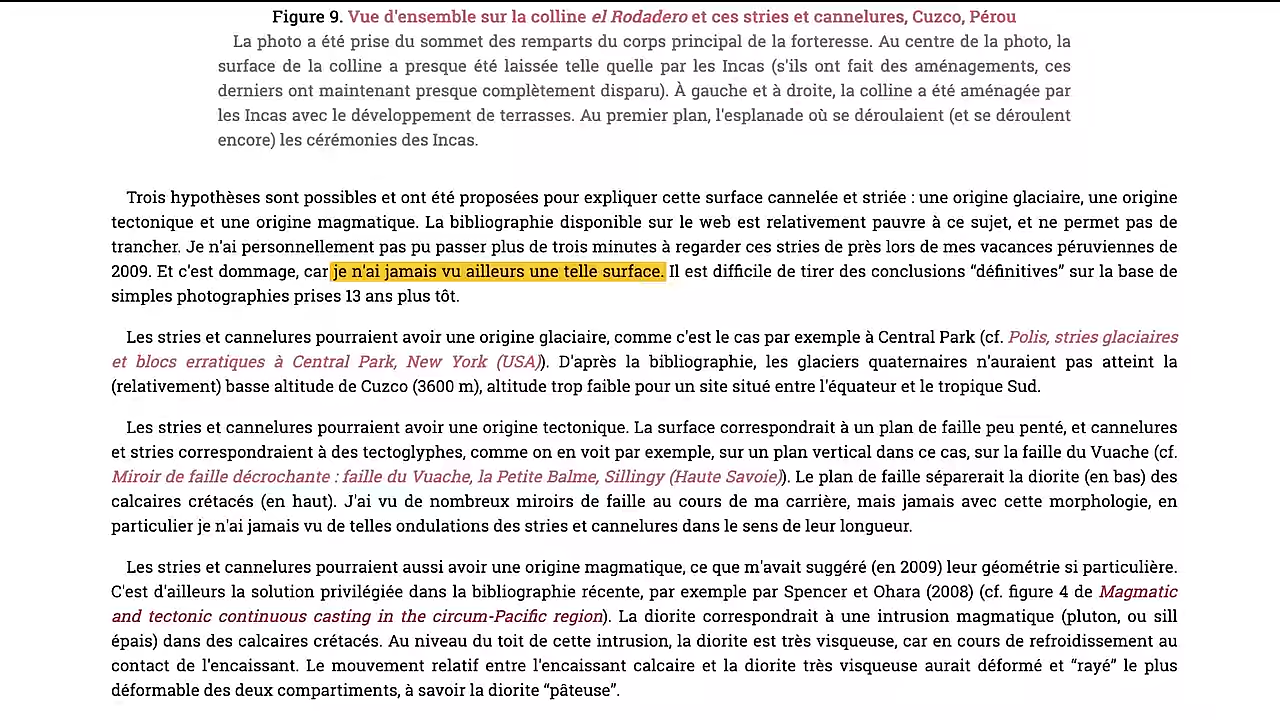 Figure 9. Vue d'ensemble sur la colline el Rodadero et ces stries et cannelures, Cuzco, Pérou
La photo a été prise du sommet des remparts du corps principal de la forteresse. Au centre de la photo, la
surface de la colline a presque été laissée telle quelle par les Incas (s'ils ont fait des aménagements, ces
derniers ont maintenant presque complètement disparu). À gauche et à droite, la colline a été aménagée par
les Incas avec le développement de terrasses. Au premier plan, l'esplanade où se déroulaient (et se déroulent
encore) les cérémonies des Incas.
Trois hypothèses sont possibles et ont été proposées pour expliquer cette surface cannelée et striée : une origine glaciaire, une origine
tectonique et une origine magmatique. La bibliographie disponible sur le web est relativement pauvre à ce sujet, et ne permet pas de
trancher. Je n'ai personnellement pas pu passer plus de trois minutes à regarder ces stries de près lors de mes vacances péruviennes de
2009. Et c'est dommage, car je n'ai jamais vu ailleurs une telle surface. Il est difficile de tirer des conclusions “définitives” sur la base de
simples photographies prises 13 ans plus tôt.
Les stries et cannelures pourraient avoir une origine glaciaire, comme c'est le cas par exemple à Central Park (cf. Polis, stries glaciaires
et blocs erratiques à Central Park, New York (USA)). D'après la bibliographie, les glaciers quaternaires n'auraient pas atteint la
(relativement) basse altitude de Cuzco (3600 m), altitude trop faible pour un site situé entre l'équateur et le tropique Sud.
Les stries et cannelures pourraient avoir une origine tectonique. La surface correspondrait à un plan de faille peu penté, et cannelures
et stries correspondraient à des tectoglyphes, comme on en voit par exemple, sur un plan vertical dans ce cas, sur la faille du Vuache (cf.
Miroir de faille décrochante : faille du Vuache, la Petite Balme, Sillingy (Haute Savoie)). Le plan de faille séparerait la diorite (en bas) des
calcaires crétacés (en haut). J'ai vu de nombreux miroirs de faille au cours de ma carrière, mais jamais avec cette morphologie, en
particulier je n'ai jamais vu de telles ondulations des stries et cannelures dans le sens de leur longueur.
Les stries et cannelures pourraient aussi avoir une origine magmatique, ce que m'avait suggéré (en 2009) leur géométrie si particulière.
C'est d'ailleurs la solution privilégiée dans la bibliographie récente, par exemple par Spencer et Ohara (2008) (cf. figure 4 de Magmatic
and tectonic continuous casting in the circum-Pacific region). La diorite correspondrait à une intrusion magmatique (pluton, ou sill
épais) dans des calcaires crétacés. Au niveau du toit de cette intrusion, la diorite est très visqueuse, car en cours de refroidissement au
contact de l'encaissant. Le mouvement relatif entre l'encaissant calcaire et la diorite très visqueuse aurait déformé et “rayé” le plus
déformable des deux compartiments, à savoir la diorite “pâteuse”.